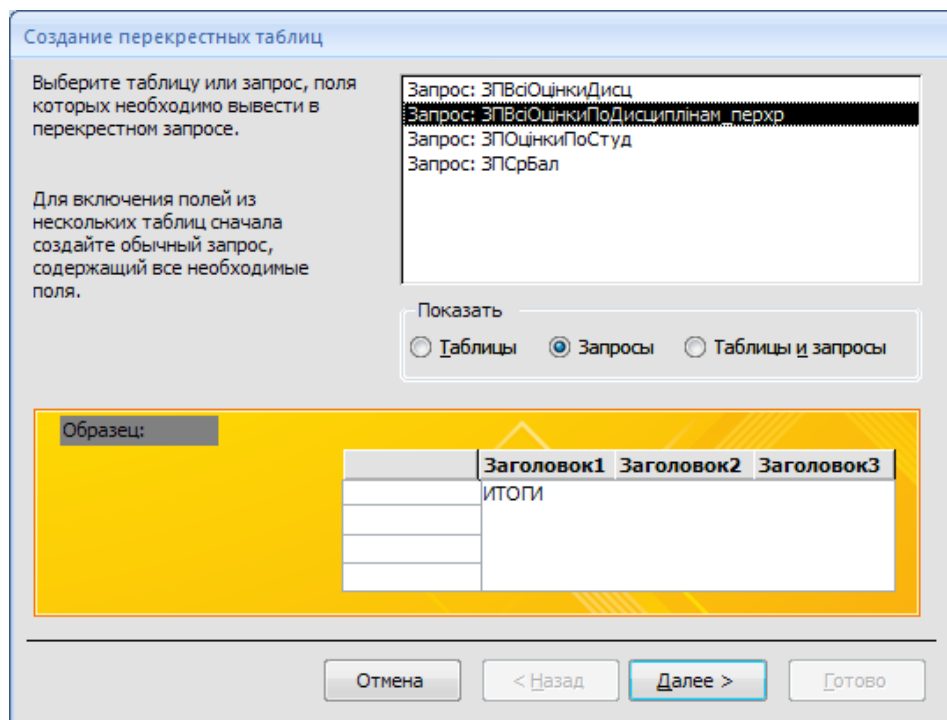 Создание перекрестных таблиц
Выберите таблицу или запрос, поля
которых необходимо вывести в
перекрестном запросе.
Для включения полей из
нескольких таблиц сначала
создайте обычный запрос,
содержащий все необходимые
поля.
Запрос: ЗПВсіОцінкиДисц
Запрос: ЗПВсіОцінкиПоДисциплінам_перхр
Запрос: ЗПОцінкиПоСтуд
Запрос: ЗПСрБал
Показать
Таблицы Запросы Таблицы и запросы
Образец:
Заголовок1 Заголовок2 Заголовок3
ИТОГИ
Отмена < Назад Далее > Готово